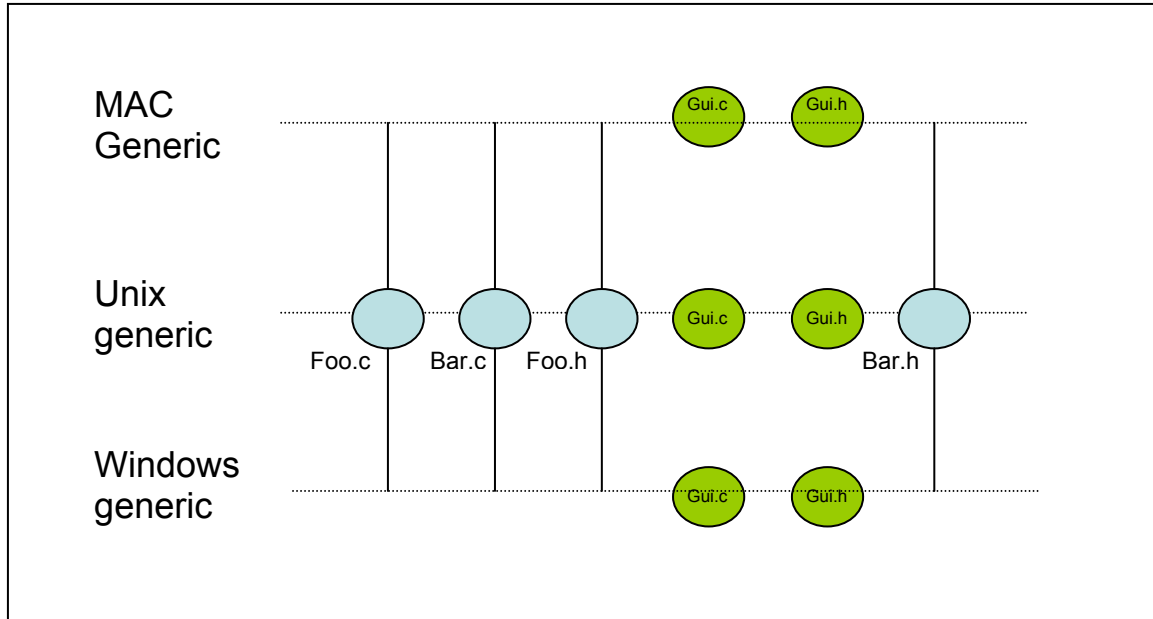 MAC
Generic
Gui.c
Gui.h
Unix
generic
Gui.c
Gui.h
Foo.c
Bar.c
Foo.h
Bar.h
Windows
generic
Gui.c
Gui.h